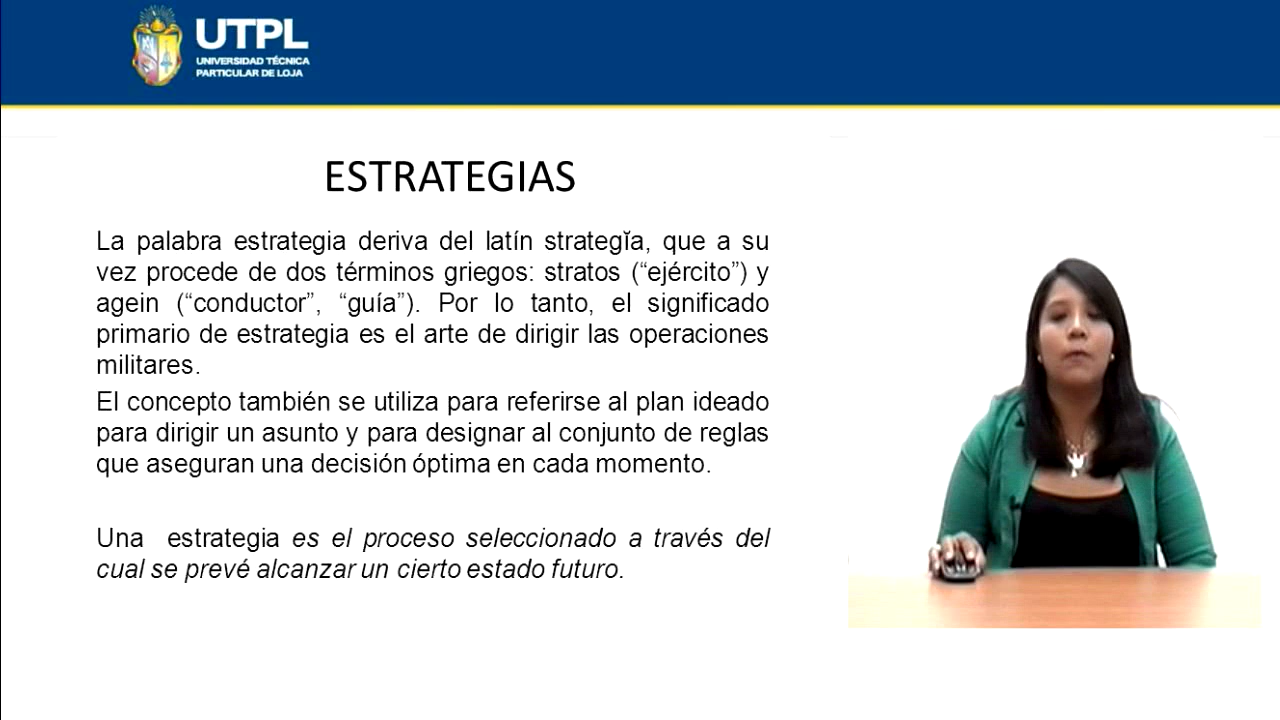 UTPL
UNIVERSIDAD TÉCNICA
PARTICULAR DE LOJA
ESTRATEGIAS
La palabra estrategia deriva del latín strategĭa, que a su
vez procede de dos términos griegos: stratos (“ejército”) y
agein (“conductor”, “guía”). Por lo tanto, el significado
primario de estrategia es el arte de dirigir las operaciones
militares.
El concepto también se utiliza para referirse al plan ideado
para dirigir un asunto y para designar al conjunto de reglas
que aseguran una decisión óptima en cada momento.
Una estrategia es el proceso seleccionado a través del
cual se prevé alcanzar un cierto estado futuro.